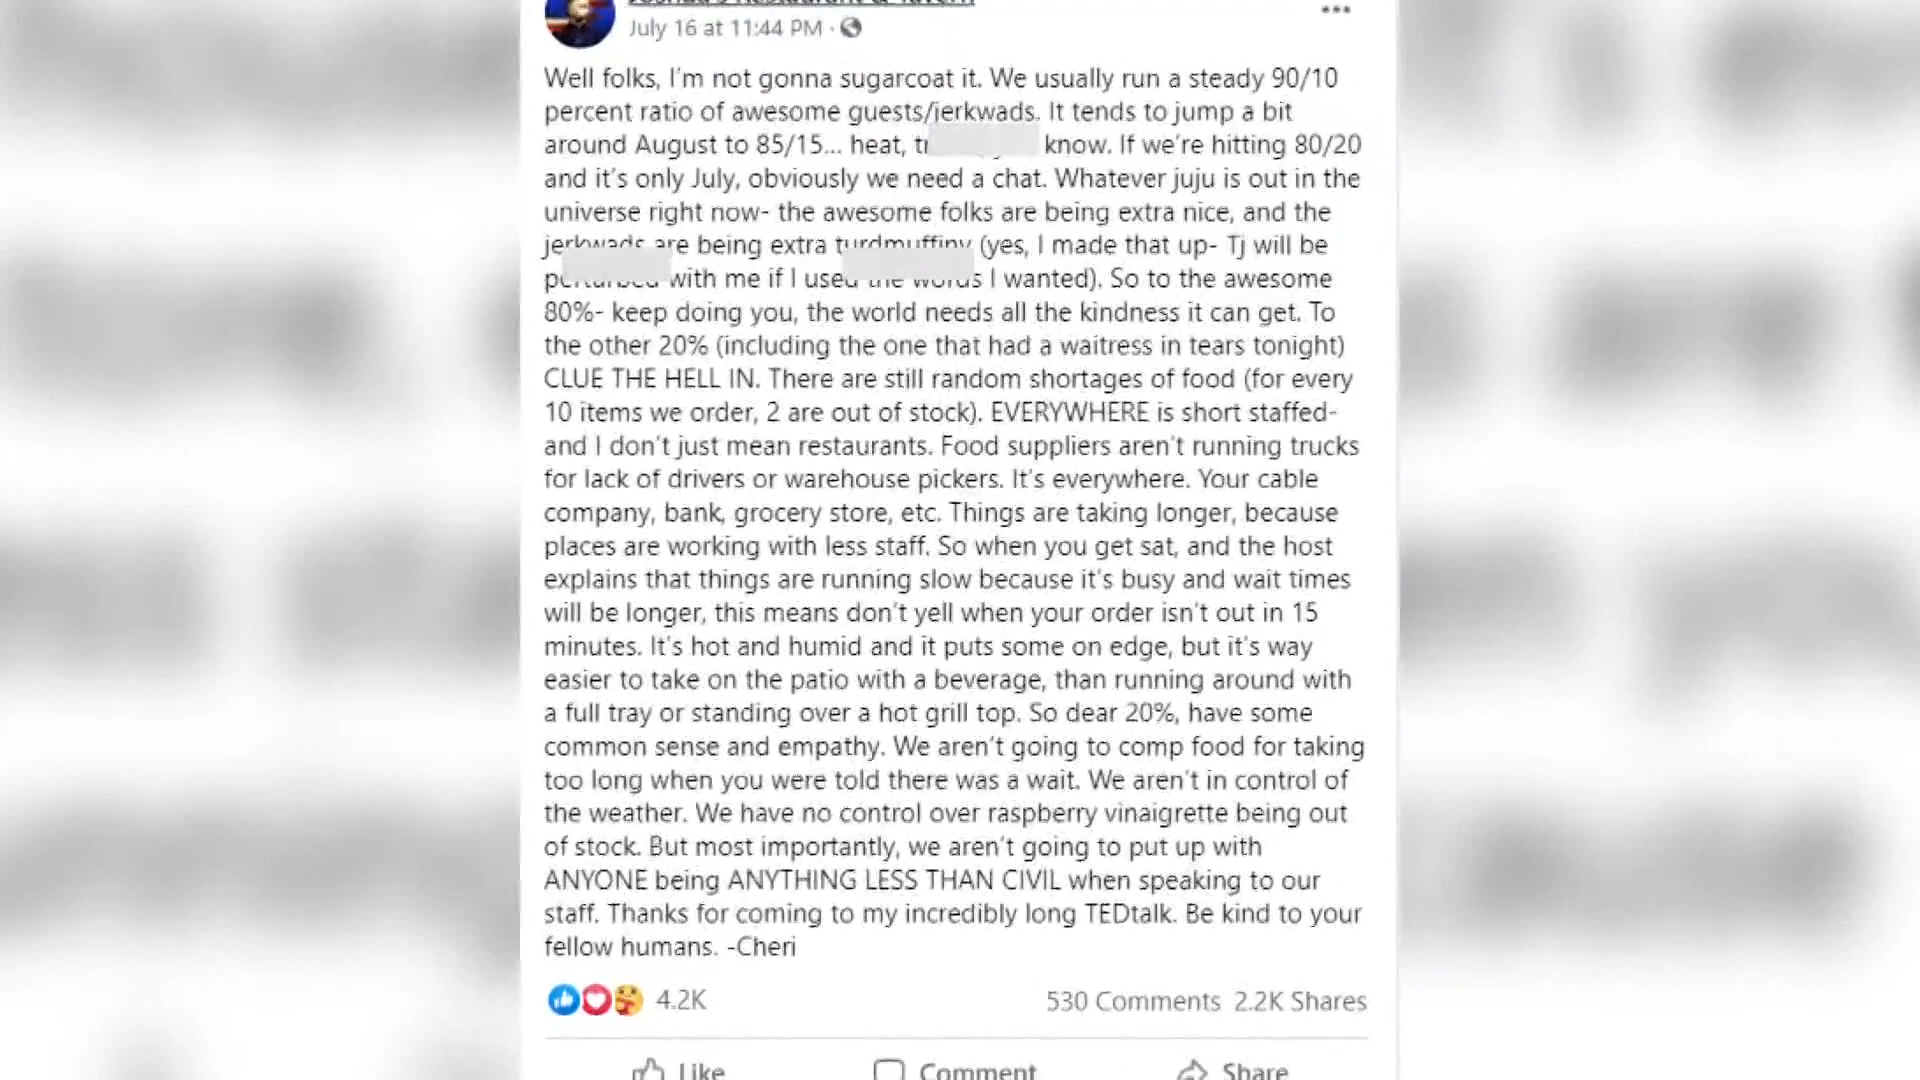 July 16 at 11:44 PM ·
Well folks, I'm not gonna sugarcoat it. We usually run a steady 90/10
percent ratio of awesome guests/jerkwads. It tends to jump a bit
around August to 85/15... heat, know. If we're hitting 80/20
and it's only July, obviously we need a chat. Whatever juju is out in the
universe right now- the awesome folks are being extra nice, and the
jerkwads are being extra turdmuffiny (yes, I made that up- Tj will be
perturbed with me if I used the words I wanted). So to the awesome
80%- keep doing you, the world needs all the kindness it can get. To
the other 20% (including the one that had a waitress in tears tonight)
CLUE THE HELL IN. There are still random shortages of food (for every
10 items we order, 2 are out of stock). EVERYWHERE is short staffed-
and I don't just mean restaurants. Food suppliers aren't running trucks
for lack of drivers or warehouse pickers. It's everywhere. Your cable
company, bank, grocery store, etc. Things are taking longer, because
places are working with less staff. So when you get sat, and the host
explains that things are running slow because it's busy and wait times
will be longer, this means don't yell when your order isn't out in 15
minutes. It's hot and humid and it puts some on edge, but it's way
easier to take on the patio with a beverage, than running around with
a full tray or standing over a hot grill top. So dear 20%, have some
common sense and empathy. We aren't going to comp food for taking
too long when you were told there was a wait. We aren't in control of
the weather. We have no control over raspberry vinaigrette being out
of stock. But most importantly, we aren't going to put up with
ANYONE being ANYTHING LESS THAN CIVIL when speaking to our
staff. Thanks for coming to my incredibly long TEDtalk. Be kind to your
fellow humans. -Cheri
4.2K 530 Comments 2.2K Shares
Like Comment Share